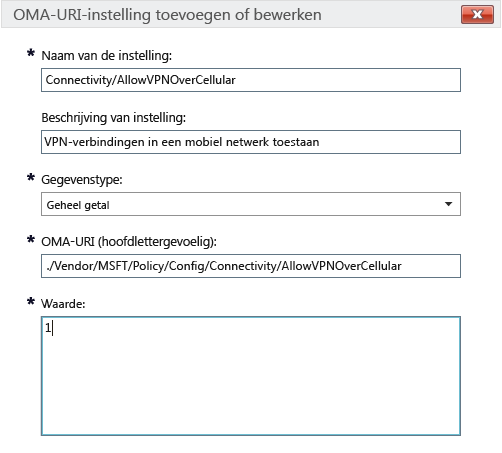 OMA-URI-instelling toevoegen of bewerken
* Naam van de instelling:
Connectivity/AllowVPNOverCellular
Beschrijving van instelling:
VPN-verbindingen in een mobiel netwerk toestaan
* Gegevenstype:
Geheel getal
* OMA-URI (hoofdlettergevoelig):
./Vendor/MSFT/Policy/Config/Connectivity/AllowVPNOverCellular
* Waarde:
1